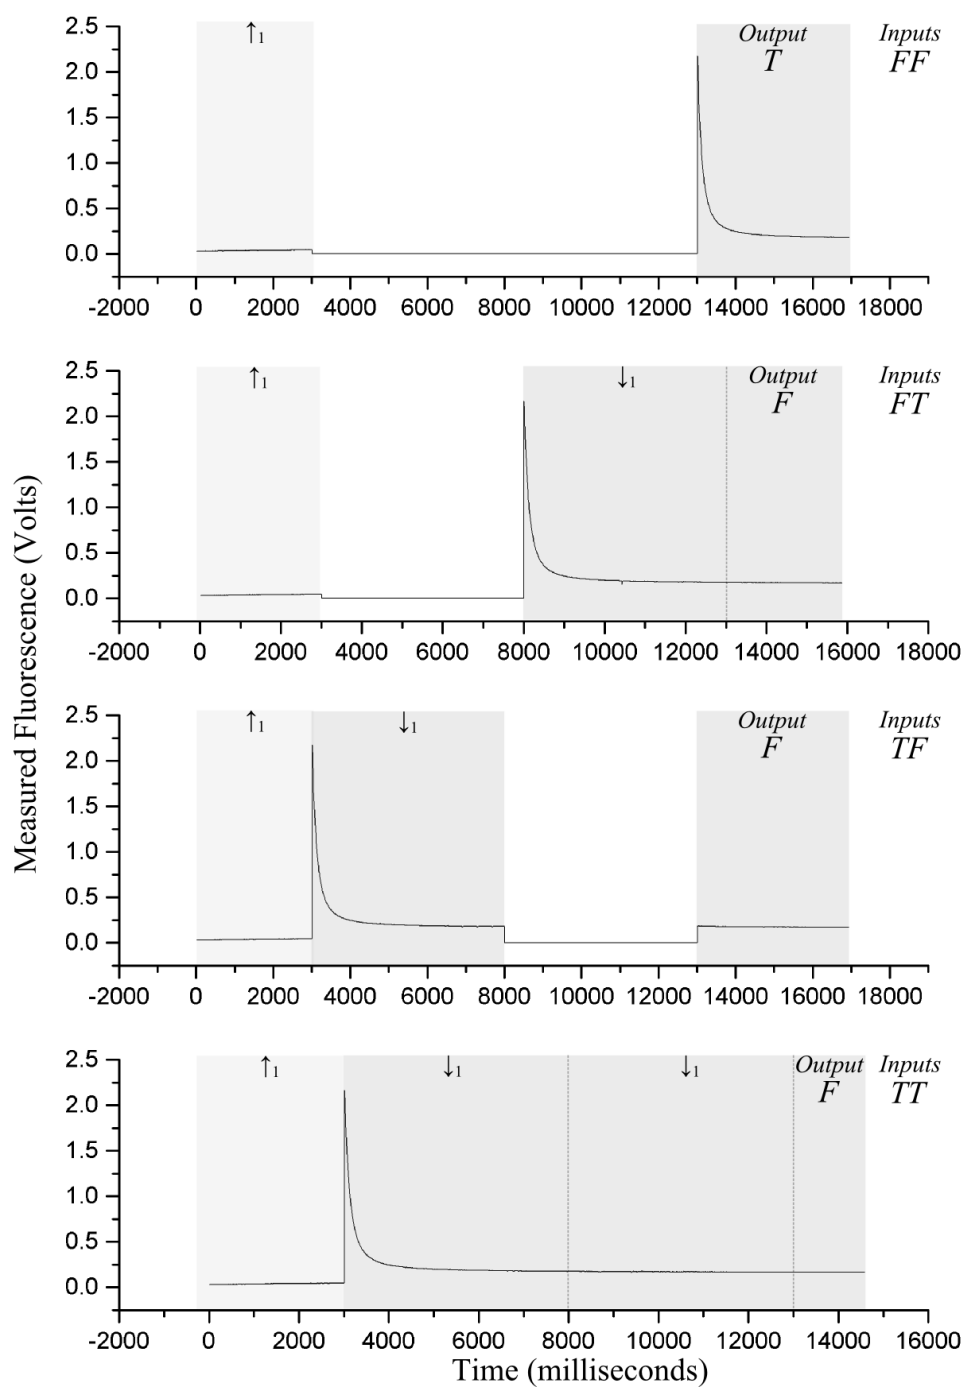 Measured Fluorescence (Volts)
2.5 ↑1 Output Inputs
T FF
2.0
1.5
1.0
0.5
0.0
-2000 0 2000 4000 6000 8000 10000 12000 14000 16000 18000
2.5 ↑1 ↓1 Output Inputs
F FT
2.0
1.5
1.0
0.5
0.0
-2000 0 2000 4000 6000 8000 10000 12000 14000 16000 18000
2.5 ↑1 ↓1 Output Inputs
F TF
2.0
1.5
1.0
0.5
0.0
-2000 0 2000 4000 6000 8000 10000 12000 14000 16000 18000
2.5 ↑1 ↓1 ↓1 Output Inputs
F TT
2.0
1.5
1.0
0.5
0.0
-2000 0 2000 4000 6000 8000 10000 12000 14000 16000
Time (milliseconds)